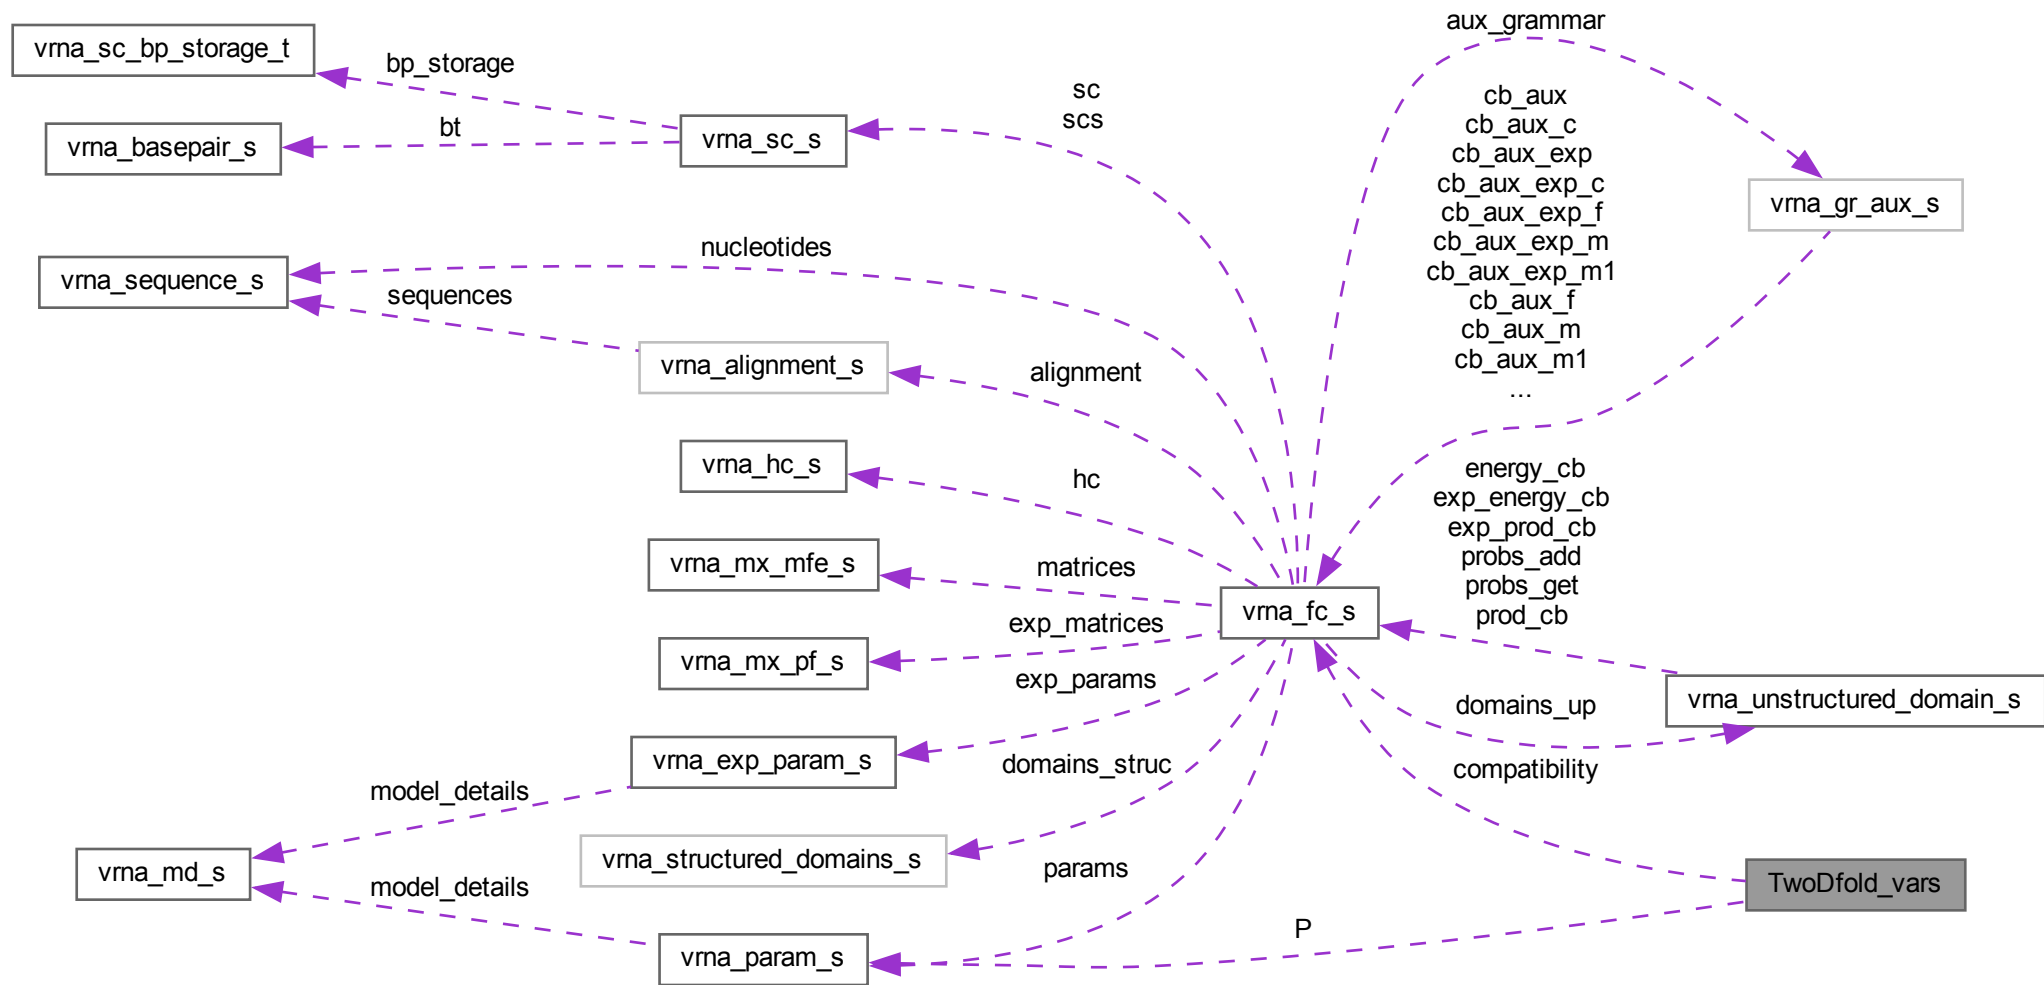 aux_grammar
vrna_sc_bp_storage_t
bp_storage
sc
scs
cb_aux
cb_aux_c
cb_aux_exp
cb_aux_exp_c
cb_aux_exp_f
cb_aux_exp_m
cb_aux_exp_m1
cb_aux_f
cb_aux_m
cb_aux_m1
...
vrna_basepair_s
bt
vrna_sc_s
vrna_gr_aux_s
nucleotides
vrna_sequence_s
sequences
vrna_alignment_s
alignment
vrna_hc_s
hc
energy_cb
exp_energy_cb
exp_prod_cb
probs_add
probs_get
prod_cb
vrna_mx_mfe_s
matrices
vrna_fc_s
exp_matrices
vrna_mx_pf_s
exp_params
domains_up
vrna_unstructured_domain_s
vrna_exp_param_s
domains_struc
compatibility
model_details
vrna_structured_domains_s
params
vrna_md_s
model_details
TwoDfold_vars
P
vrna_param_s